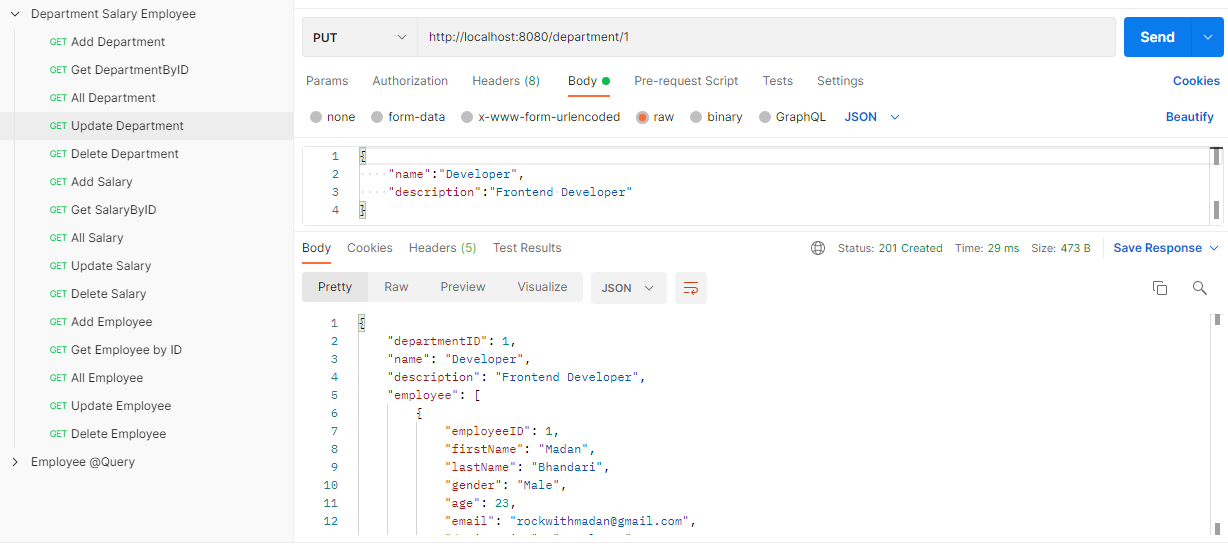 Department Salary Employee
GET Add Department
GET Get DepartmentByID
GET All Department
GET Update Department
GET Delete Department
GET Add Salary
GET Get SalaryByID
GET All Salary
GET Update Salary
GET Delete Salary
GET Add Employee
GET Get Employee by ID
GET All Employee
GET Update Employee
GET Delete Employee
Employee @Query
PUT http://localhost:8080/department/1 Send
Params Authorization Headers (8) Body Pre-request Script Tests Settings Cookies
none form-data x-www-form-urlencoded raw binary GraphQL JSON Beautify
1 {
2 "name":"Developer",
3 "description":"Frontend Developer"
4 }
Body Cookies Headers (5) Test Results Status: 201 Created Time: 29 ms Size: 473 B Save Response
Pretty Raw Preview Visualize JSON
1 {
2 "departmentID": 1,
3 "name": "Developer",
4 "description": "Frontend Developer",
5 "employee": [
6 {
7 "employeeID": 1,
8 "firstName": "Madan",
9 "lastName": "Bhandari",
10 "gender": "Male",
11 "age": 23,
12 "email": "rockwithmadan@gmail.com",